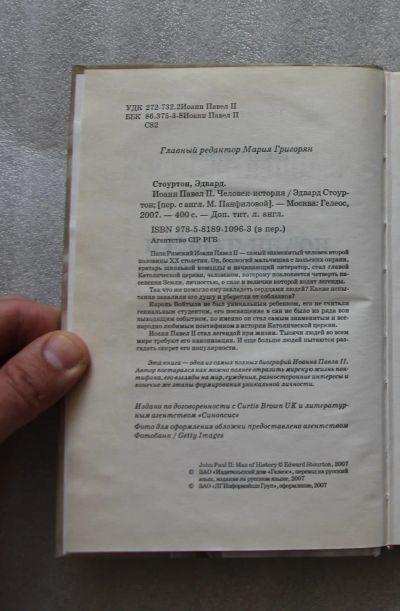 УДК 272-732.2Иоанн Павел II
ББК 86.375-3-8Иоанн Павел II
С82
Главный редактор Мария Григорян
Стоуртон, Эдвард.
Иоанн Павел II. Человек-история / Эдвард Стоур-
тон; [пер. с англ. М. Панфиловой]. — Москва: Гелеос,
2007. — 400 с. — Доп. тит. л. англ.
ISBN 978-5-8189-1096-3 (в пер.)
Агентство CIP РГБ
Папа Римский Иоанн Павел II — самый знаменитый человек второй
половины XX столетия. Он, босоногий мальчишка с польских окраин,
вратарь школьной команды и начинающий литератор, стал главой
Католической церкви, человеком, которому поклоняется четверть на-
селения Земли, личностью, о силе и величии которой ходят легенды.
Так что же помогло ему завладеть сердцами людей? Какие испы-
тания закалили его душу и уберегли от соблазнов?
Кароль Войтыла не был уникальным ребенком, его не считали
гениальным студентом, его посвящение в сан не было из ряда вон
выходящим событием, но именно он стал самым знаменитым и все-
народно любимым понтификом в истории Католической церкви.
Иоанн Павел II стал легендой при жизни. Тысячи людей во всем
мире требуют его канонизации. И еще больше людей пытаются раз-
гадать секрет его популярности.
Эта книга — одна из самых полных биографий Иоанна Павла II.
Автор постарался как можно полнее отразить мирскую жизнь пон-
тифика, его взгляды на мир, суждения, разносторонние интересы и
конечно же этапы формирования уникальной личности.
Издано по договоренности с Curtis Brown UK и литератур-
ным агентством «Синопсис»
Фото для оформления обложки предоставлено агентством
Фотобанк / Getty Images
John Paul II: Man of History © Edward Stourton, 2007
© ЗАО «Издательский дом «Гелеос», перевод на русский
язык, издание на русском языке, 2007
© ЗАО «ЛГ Информэйшн Груп», оформление, 2007